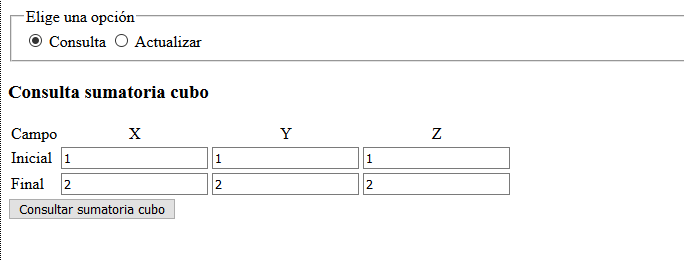 Elige una opción
Consulta Actualizar
Consulta sumatoria cubo
Campo X Y Z
Inicial 1 1 1
Final 2 2 2
Consultar sumatoria cubo